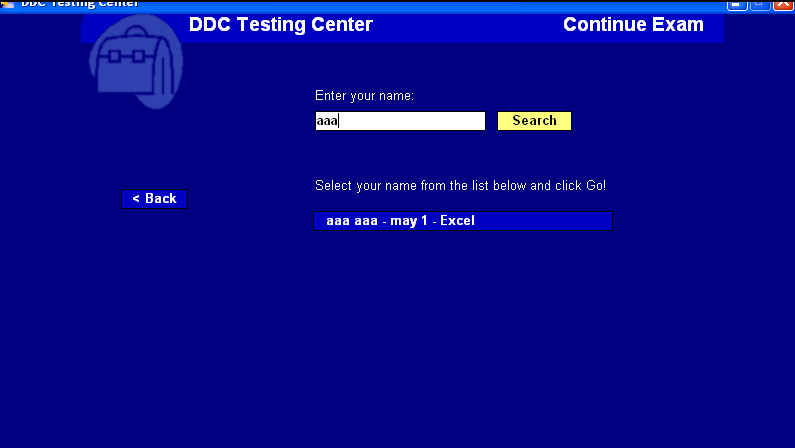 DDC Testing Center
DDC Testing Center Continue Exam
Enter your name:
aaa Search
Select your name from the list below and click Go!
< Back
aaa aaa - may 1 - Excel